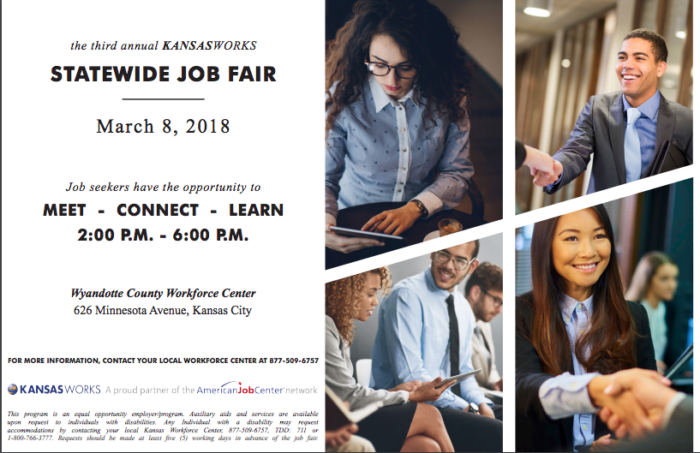 the third annual KANSASWORKS
STATEWIDE JOB FAIR
March 8, 2018
Job seekers have the opportunity to
MEET - CONNECT - LEARN
2:00 P.M. - 6:00 P.M.
Wyandotte County Workforce Center
626 Minnesota Avenue, Kansas City
FOR MORE INFORMATION, CONTACT YOUR LOCAL WORKFORCE CENTER AT 877-509-6757
KANSASWORKS A proud partner of the AmericanJobCenter network
This program is an equal opportunity employer/program. Auxiliary aids and services are available
upon request to individuals with disabilities. Any Individual with a disability may request
accommodations by contacting your local Kansas Workforce Center, 877-509-6757, TDD: 711 or
1-800-766-3777. Requests should be made at least five (5) working days in advance of the job fair.